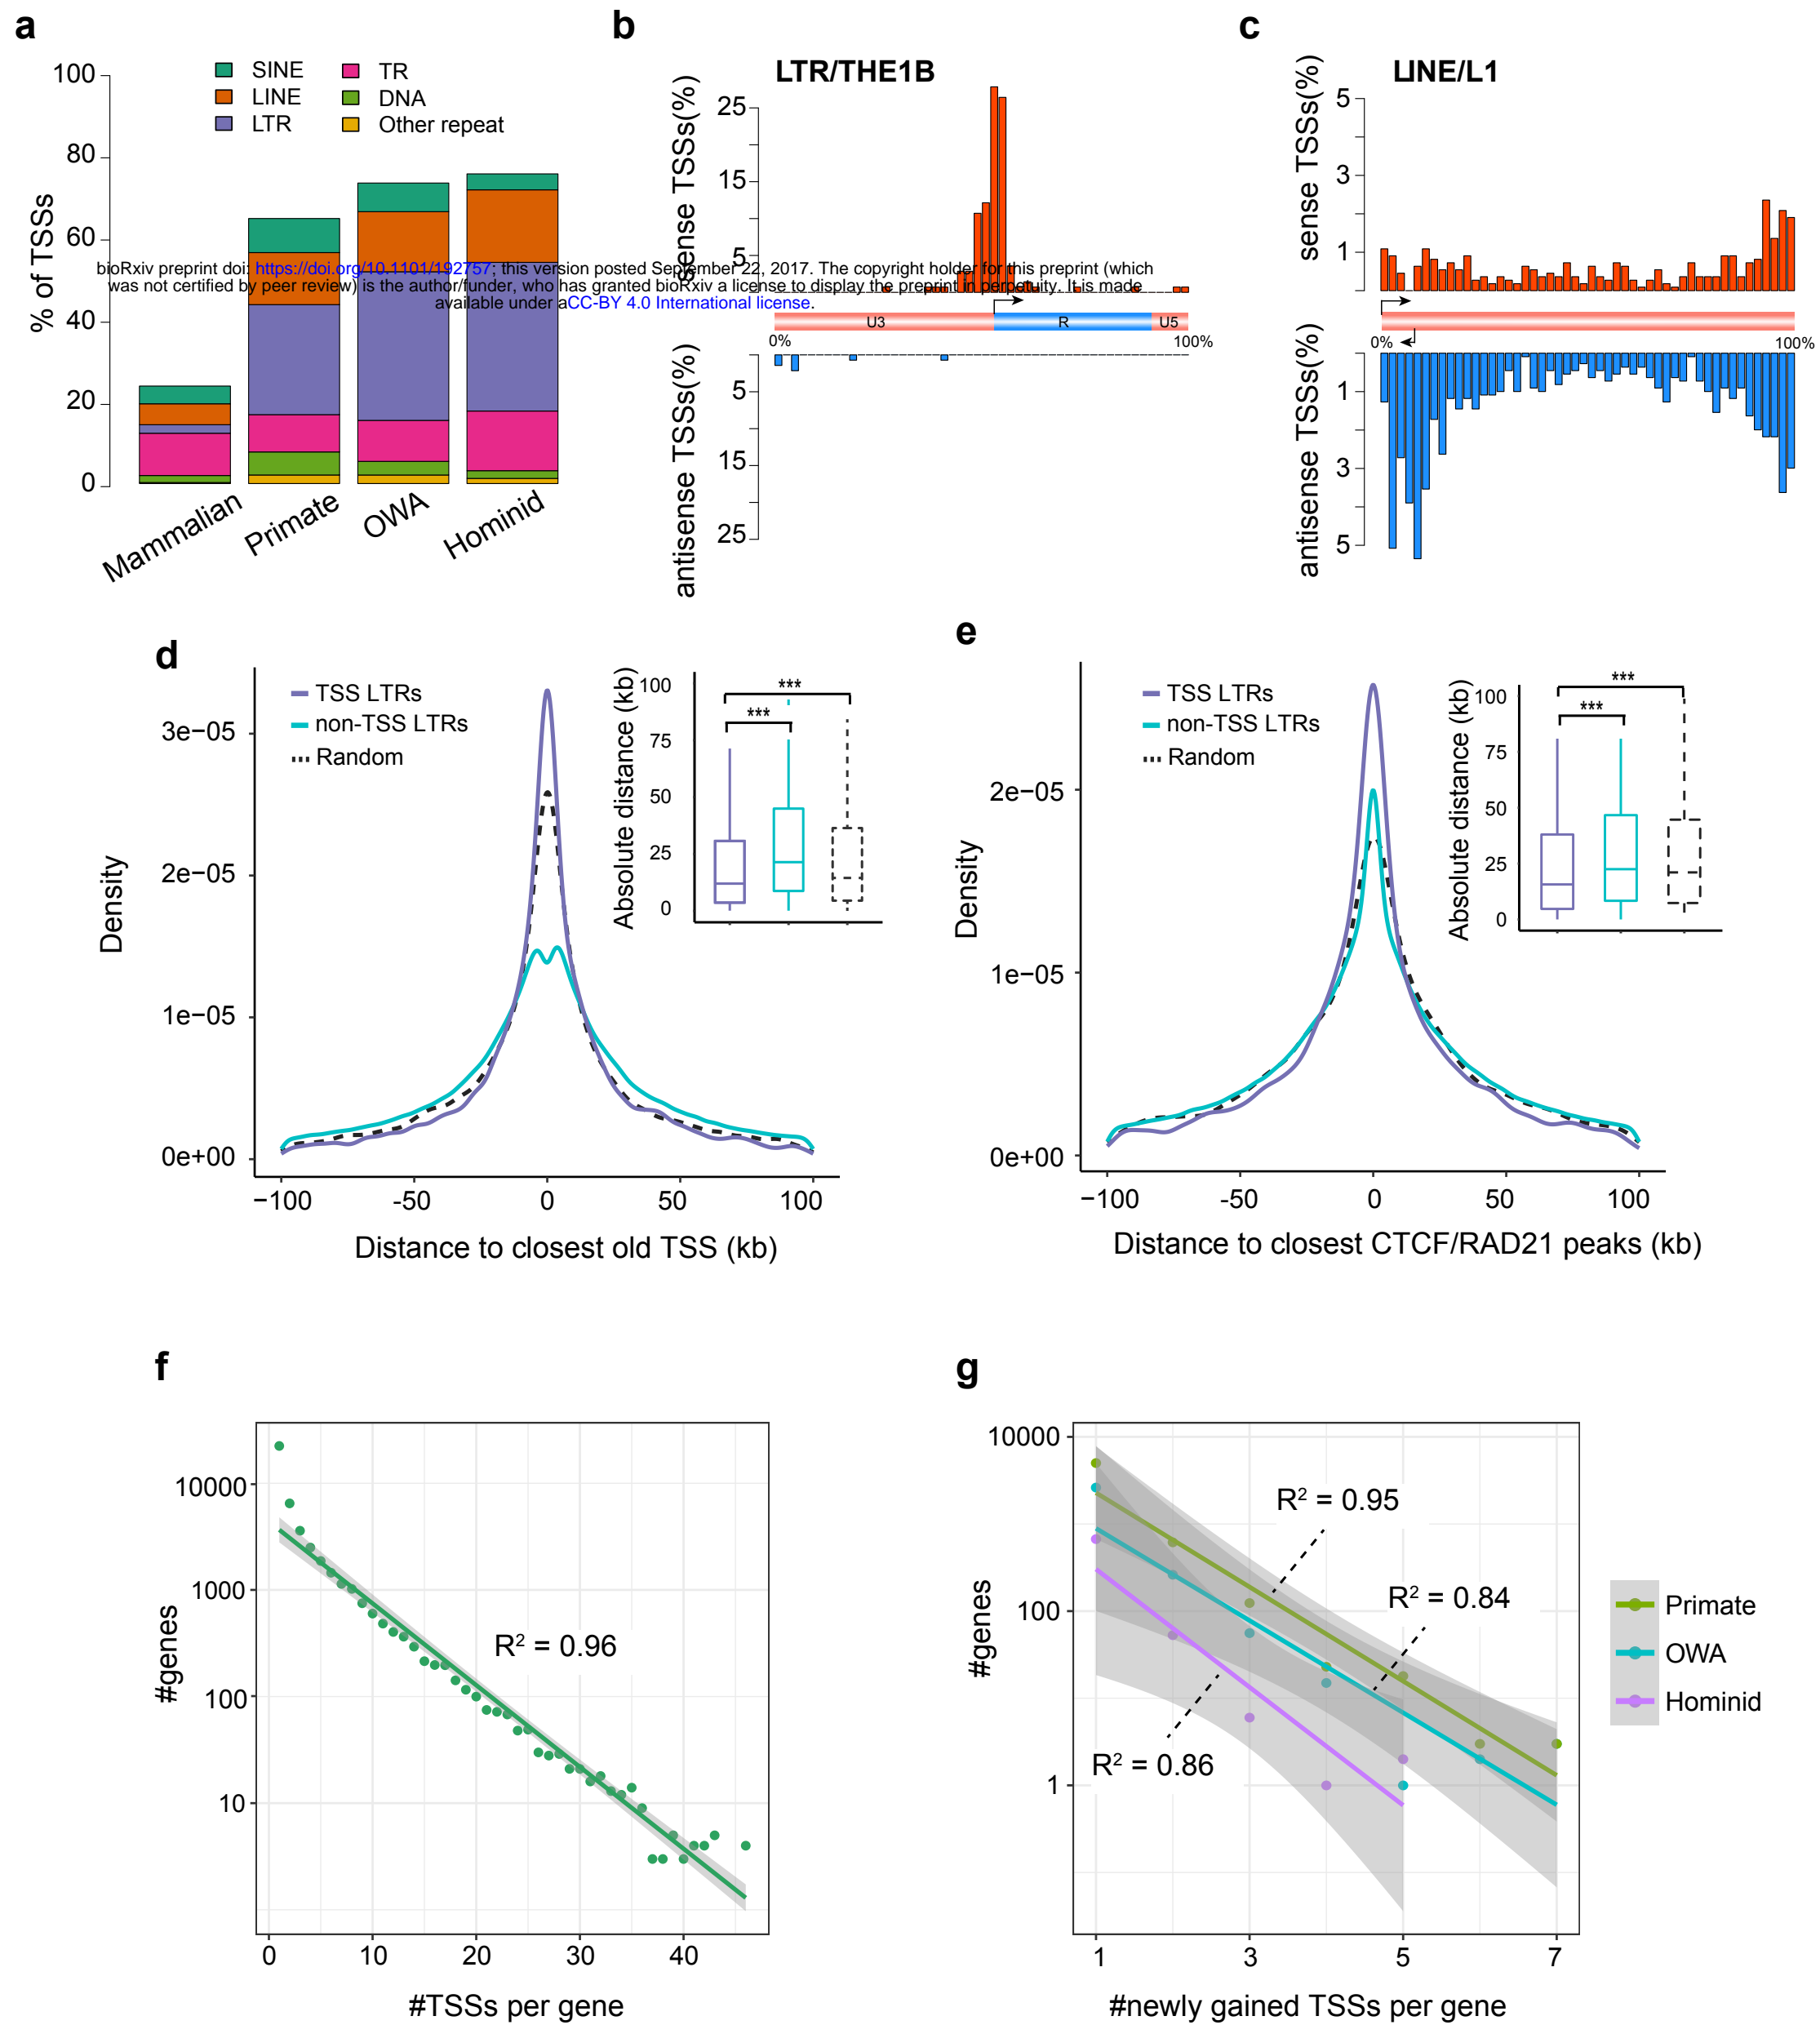 a
100
80
60
40
20
0
% of TSSs
SINE
LINE
LTR
TR
DNA
Other repeat
Mammalian
Primate
OWA
Hominid
bioRxiv preprint doi: https://doi.org/10.1101/192757; this version posted September 22, 2017. The copyright holder for this preprint (which
was not certified by peer review) is the author/funder, who has granted bioRxiv a license to display the preprint in perpetuity. It is made
available under aCC-BY 4.0 International license.
b
LTR/THE1B
sense TSSs(%)
25
15
5
U3
R
U5
0%
100%
antisense TSSs(%)
5
15
25
c
LINE/L1
sense TSSs(%)
5
3
1
0%
100%
antisense TSSs(%)
1
3
5
d
TSS LTRs
non-TSS LTRs
Random
3e−05
2e−05
1e−05
0e+00
Density
−100
-50
0
50
100
Distance to closest old TSS (kb)
Absolute distance (kb)
100
75
50
25
0
***
***
e
TSS LTRs
non-TSS LTRs
Random
2e−05
1e−05
0e+00
Density
−100
-50
0
50
100
Distance to closest CTCF/RAD21 peaks (kb)
Absolute distance (kb)
100
75
50
25
0
***
***
f
10000
1000
100
10
#genes
R² = 0.96
0
10
20
30
40
#TSSs per gene
g
10000
100
1
#genes
R² = 0.95
R² = 0.84
R² = 0.86
1
3
5
7
#newly gained TSSs per gene
Primate
OWA
Hominid